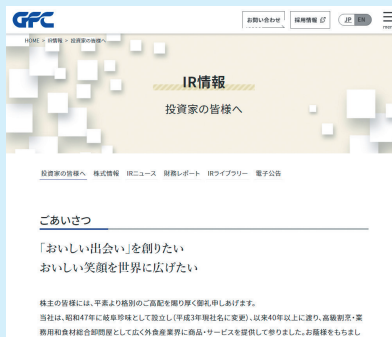 GFC
お問い合わせ 採用情報 JP EN
HOME > IR情報 > 投資家の皆様へ
IR情報
投資家の皆様へ
投資家の皆様へ 株式情報 IRニュース 財務レポート IRライブラリー 電子公告
ごあいさつ
「おいしい出会い」を創りたい
おいしい笑顔を世界に広げたい
株主の皆様には、平素より格別のご高配を賜り厚く御礼申しあげます。
当社は、昭和47年に岐阜珍味として設立し(平成3年現社名に変更)、以来40年以上に渡り、高級割烹・業
務用和食材総合卸問屋として広く外食産業界に商品・サービスを提供して参りました。お蔭様をもちまし